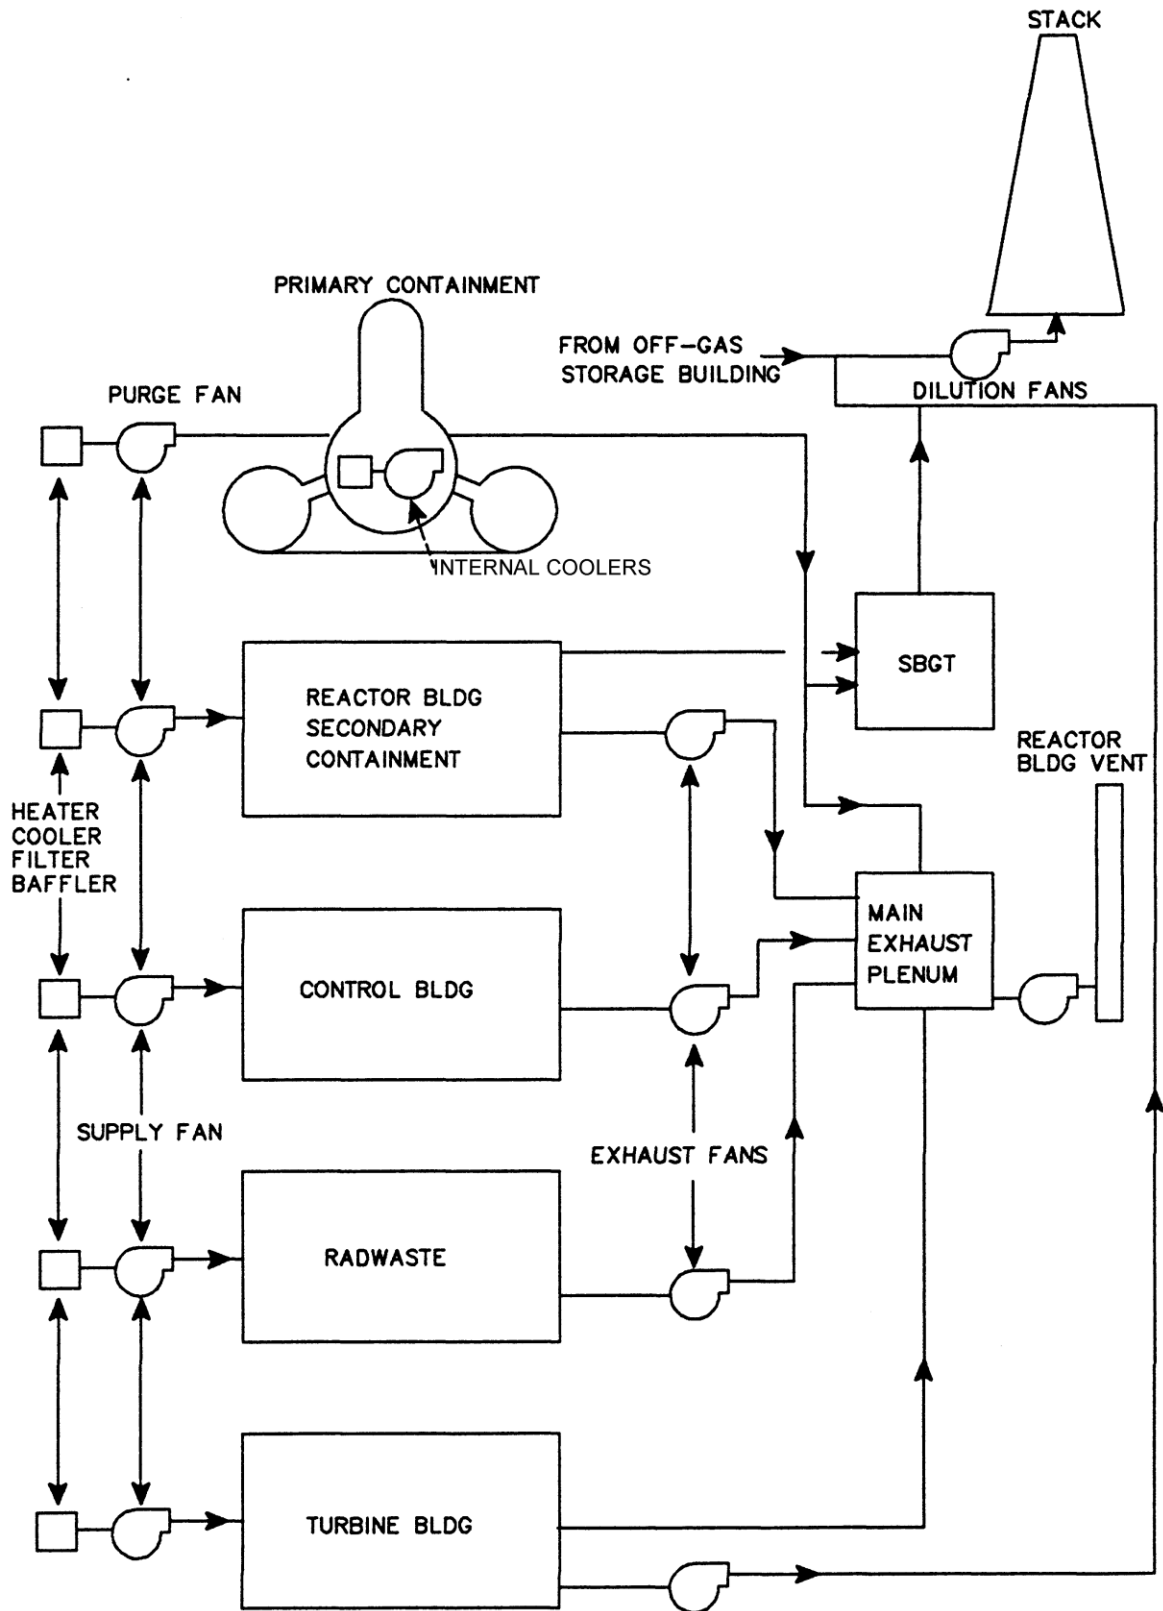 STACK
PRIMARY CONTAINMENT
FROM OFF-GAS
STORAGE BUILDING
PURGE FAN
DILUTION FANS
INTERNAL COOLERS
SBGT
REACTOR BLDG
SECONDARY
CONTAINMENT
REACTOR
BLDG VENT
HEATER
COOLER
FILTER
BAFFLER
MAIN
EXHAUST
PLENUM
CONTROL BLDG
SUPPLY FAN
EXHAUST FANS
RADWASTE
TURBINE BLDG